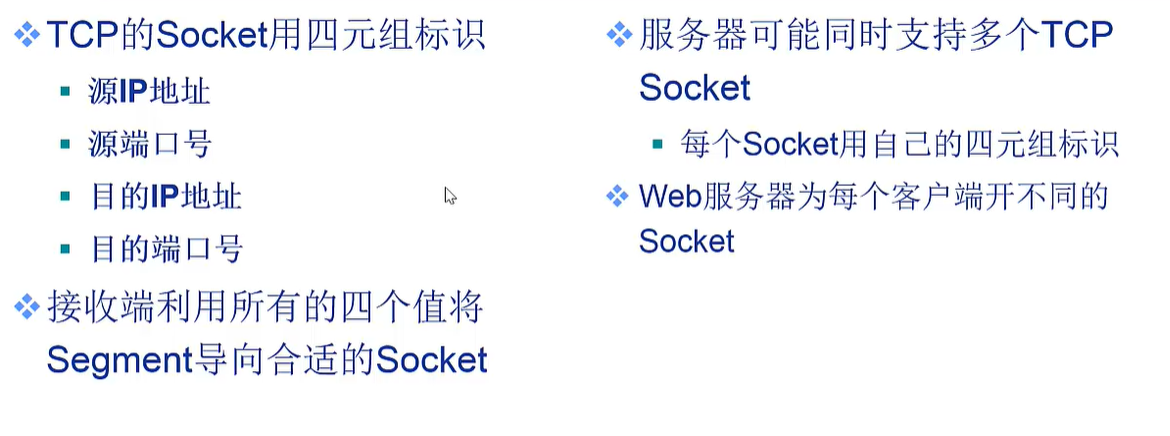 TCP的Socket用四元组标识
源IP地址
源端口号
目的IP地址
目的端口号
接收端利用所有的四个值将
Segment导向合适的Socket
服务器可能同时支持多个TCP
Socket
每个Socket用自己的四元组标识
Web服务器为每个客户端开不同的
Socket